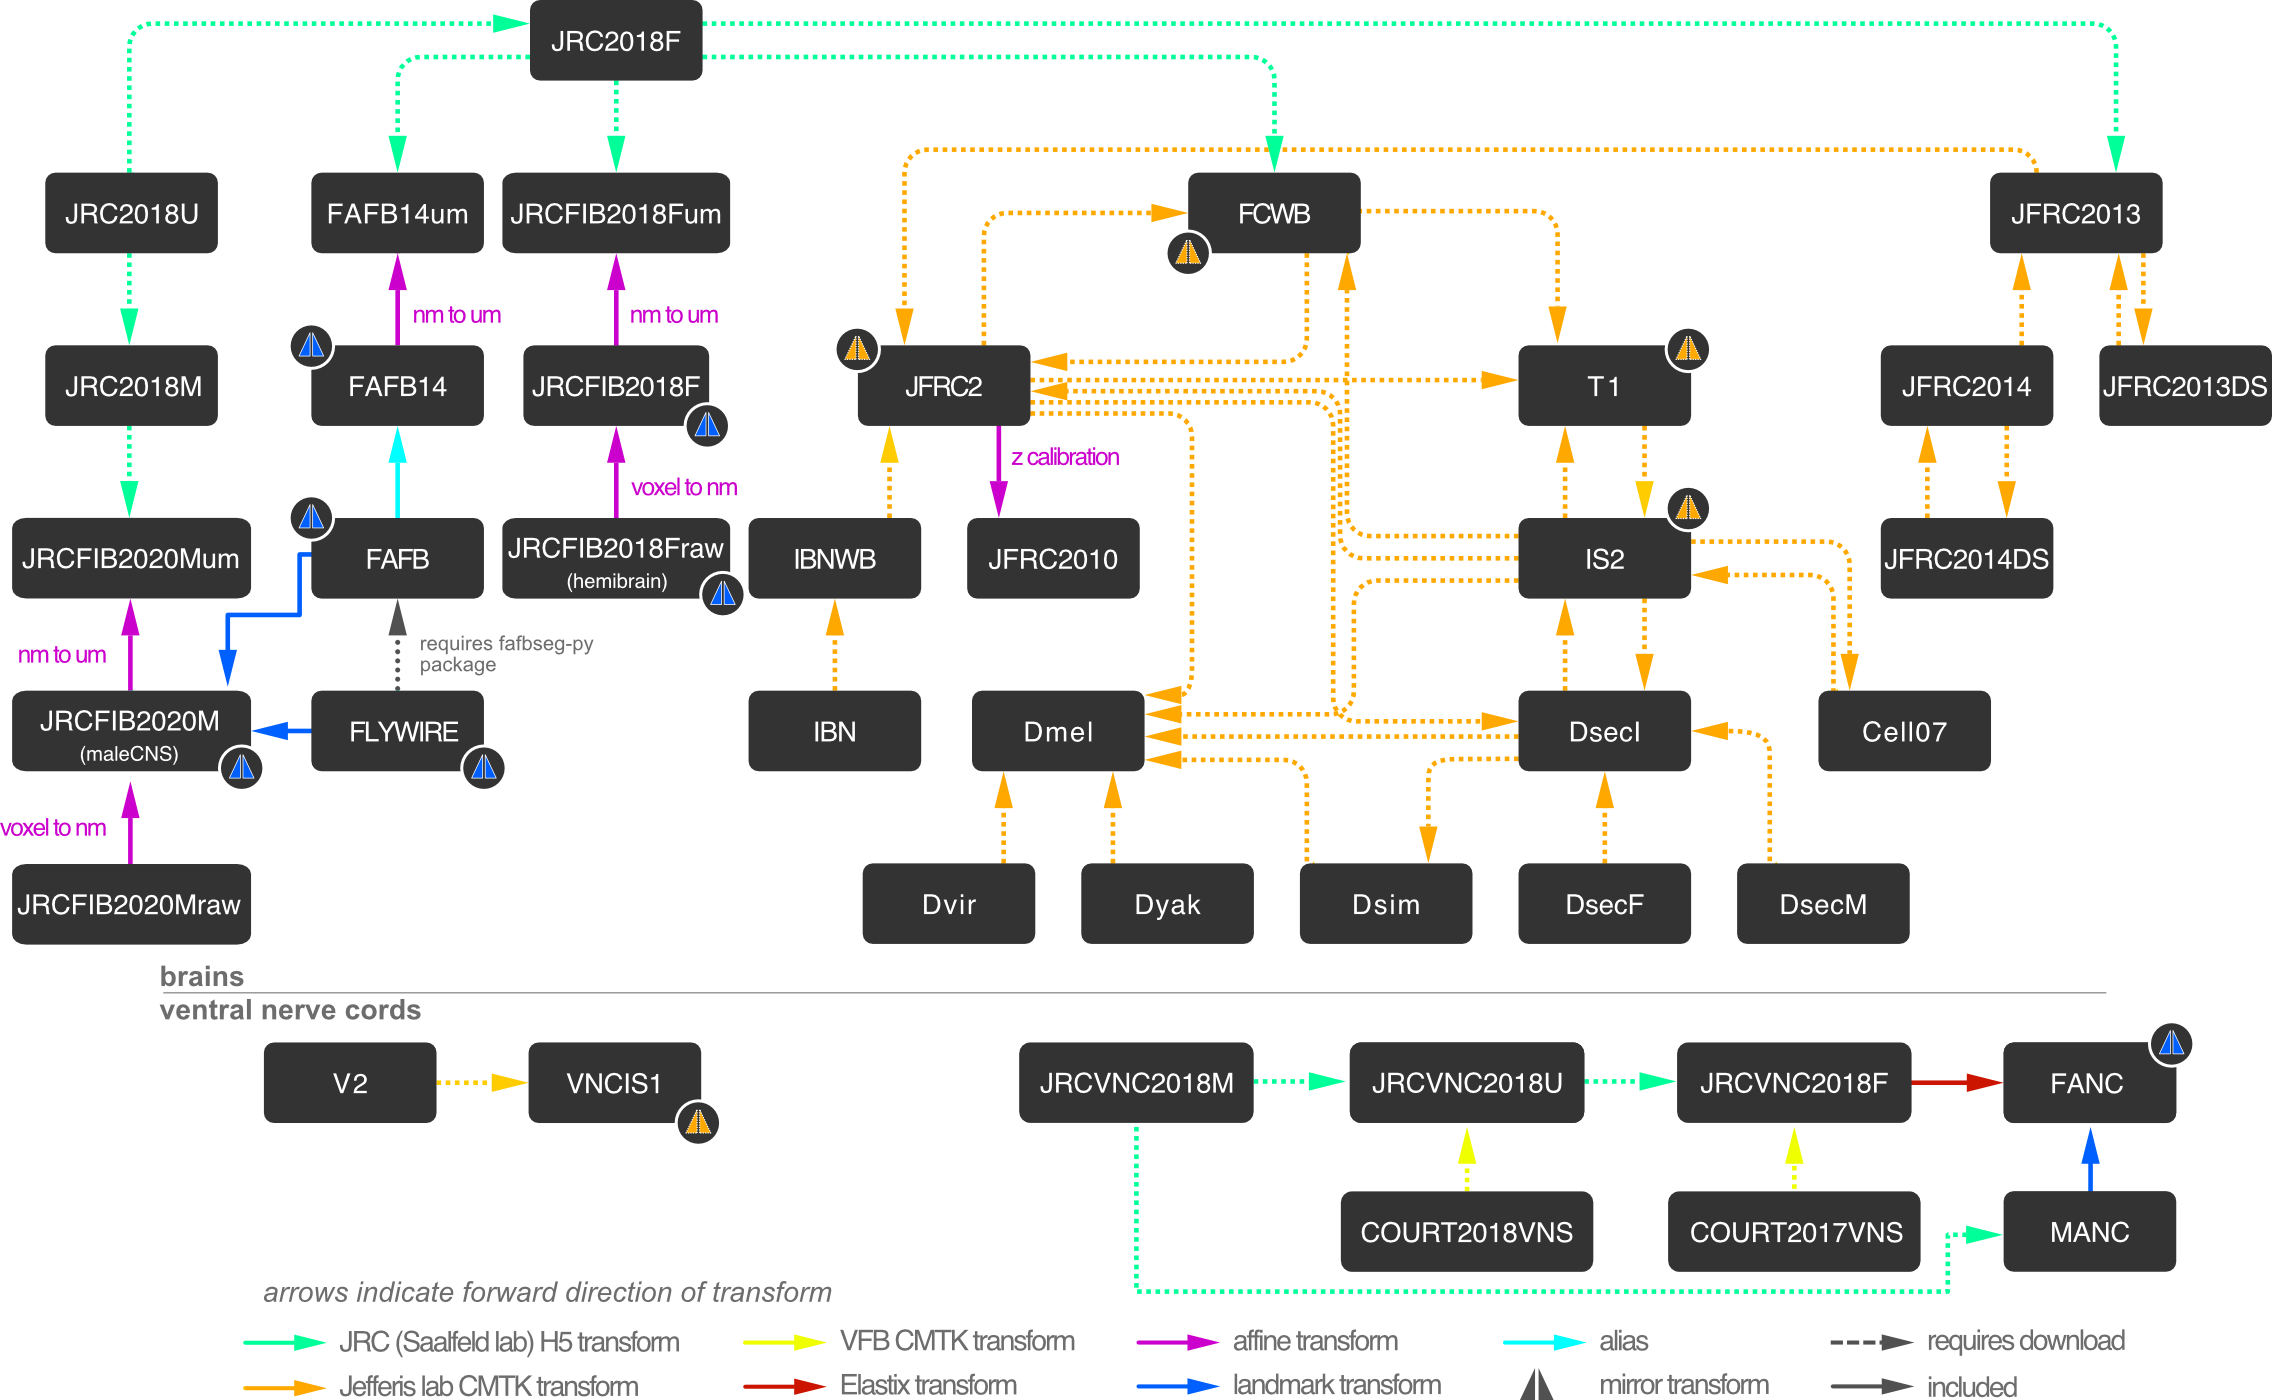 JRC2018F
JRC2018U
FAFB14um
JRCFIB2018Fum
FCWB
JFRC2013
nm to um
nm to um
JRC2018M
FAFB14
JRCFIB2018F
JFRC2
T1
JFRC2014
JFRC2013DS
z calibration
voxel to nm
JRCFIB2020Mum
FAFB
JRCFIB2018Fraw
(hemibrain)
IBNWB
JFRC2010
IS2
JFRC2014DS
nm to um
requires fafbseg-py
package
JRCFIB2020M
(maleCNS)
FLYWIRE
IBN
Dmel
DsecI
Cell07
voxel to nm
JRCFIB2020Mraw
Dvir
Dyak
Dsim
DsecF
DsecM
brains
ventral nerve cords
V2
VNCIS1
JRCVNC2018M
JRCVNC2018U
JRCVNC2018F
FANC
COURT2018VNS
COURT2017VNS
MANC
arrows indicate forward direction of transform
JRC (Saalfeld lab) H5 transform
VFB CMTK transform
affine transform
alias
requires download
Jefferis lab CMTK transform
Elastix transform
landmark transform
mirror transform
included